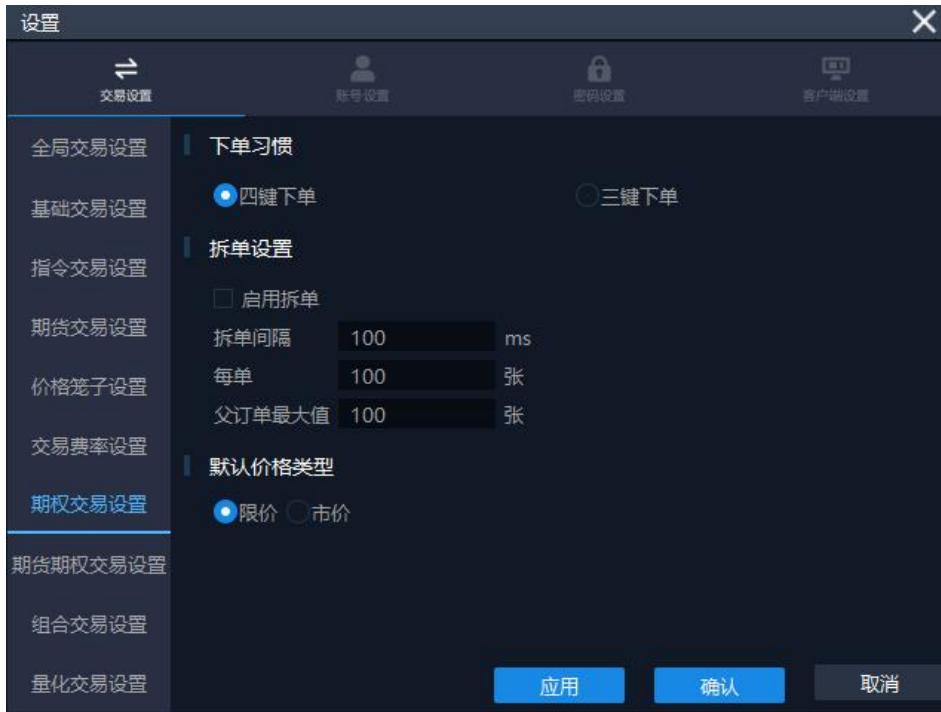 设置
交易设置 账号设置 密码设置 客户端设置
全局交易设置
基础交易设置
指令交易设置
期货交易设置
价格笼子设置
交易费率设置
期权交易设置
期货期权交易设置
组合交易设置
量化交易设置
下单习惯
四键下单 三键下单
拆单设置
启用拆单
拆单间隔 100 ms
每单 100 张
父订单最大值 100 张
默认价格类型
限价 市价
应用 确认 取消